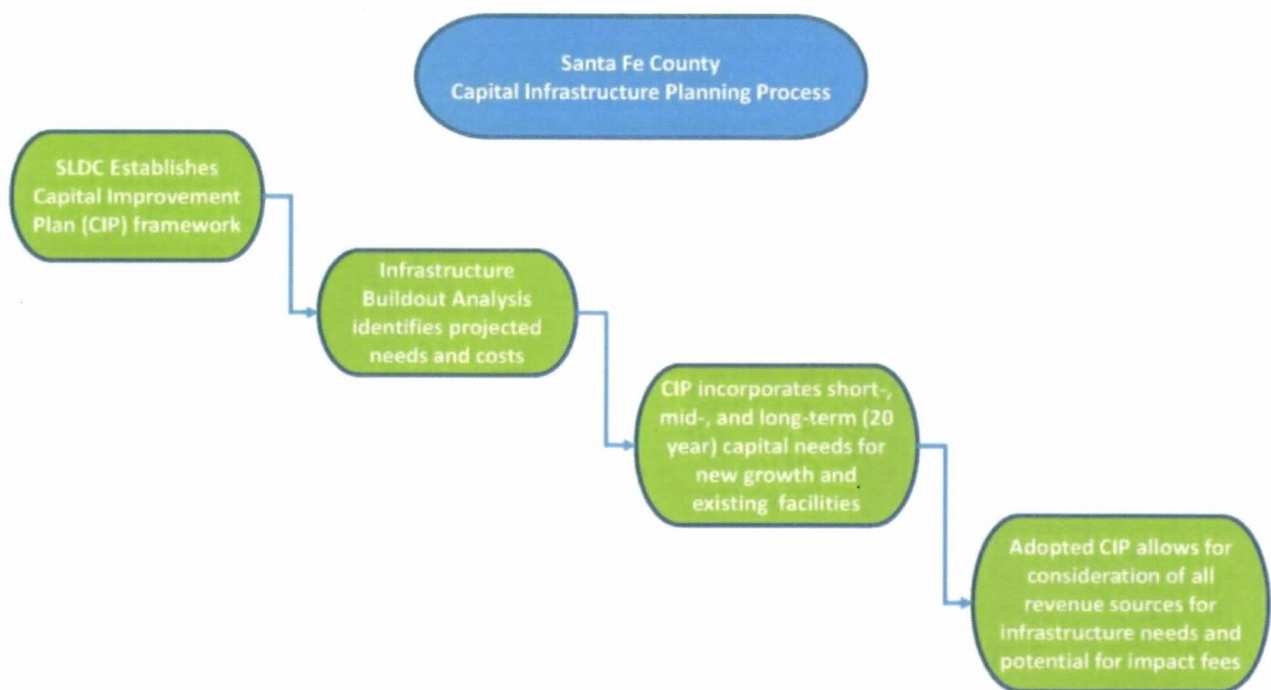 Santa Fe County
Capital Infrastructure Planning Process
SLDC Establishes
Capital Improvement
Plan (CIP) framework
Infrastructure
Buildout Analysis
identifies projected
needs and costs
CIP incorporates short-,
mid-, and long-term (20
year) capital needs for
new growth and
existing facilities
Adopted CIP allows for
consideration of all
revenue sources for
infrastructure needs and
potential for impact fees